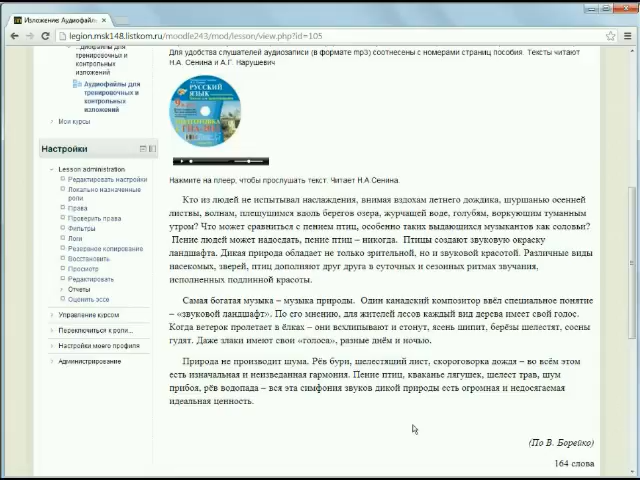 Изложение Аудиофайлы
legion.msk148.listkom.ru/moodle243/mod/lesson/view.php?id=105
Аудиофайлы для
тренировочных и
контрольных
изложений
Аудиофайлы для
тренировочных и
контрольных
изложений
Мои курсы
Настройки
Lesson administration
Редактировать настройки
Локально назначенные
роли
Права
Проверить права
Фильтры
Логи
Резервное копирование
Восстановить
Просмотр
Редактировать
Отчеты
Оценить эссе
Управление курсом
Переключиться к роли...
Настройки моего профиля
Администрирование
Для удобства слушателей аудиозаписи (в формате mp3) соотнесены с номерами страниц пособия. Тексты читают
Н.А. Сенина и А.Г. Нарушевич
РУССКИЙ
ЯЗЫК
9
ПОДГОТОВКА
Нажмите на плеер, чтобы прослушать текст. Читает Н.А Сенина.
Кто из людей не испытывал наслаждения, внимая вздохам летнего дождика, шуршанью осенней
листвы, волнам, плещущимся вдоль берегов озера, журчащей воде, голубям, воркующим туманным
утром? Что может сравниться с пением птиц, особенно таких выдающихся музыкантов как соловьи?
Пение людей может надоедать, пение птиц – никогда. Птицы создают звуковую окраску
ландшафта. Дикая природа обладает не только зрительной, но и звуковой красотой. Различные виды
насекомых, зверей, птиц дополняют друг друга в суточных и сезонных ритмах звучания,
исполненных подлинной красоты.
Самая богатая музыка – музыка природы. Один канадский композитор ввёл специальное понятие
– «звуковой ландшафт». По его мнению, для жителей лесов каждый вид дерева имеет свой голос.
Когда ветерок пролетает в ёлках – они всхлипывают и стонут, ясень шипит, берёзы шелестят, сосны
гудят. Даже злаки имеют свои «голоса», разные днём и ночью.
Природа не производит шума. Рёв бури, шелестящий лист, скороговорка дождя – во всём этом
есть изначальная и неизведанная гармония. Пение птиц, кваканье лягушек, шелест трав, шум
прибоя, рёв водопада – вся эта симфония звуков дикой природы есть огромная и недосягаемая
идеальная ценность.
(По В. Борейко)
164 слова